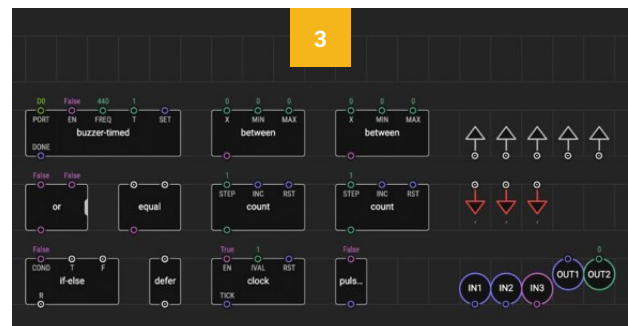 3
D0 False 440 1
PORT EN FREQ T SET
buzzer-timed
DONE
0 0 0
X MIN MAX
between
0 0 0
X MIN MAX
between
False False
or
equal
1
STEP INC RST
count
1
STEP INC RST
count
False
COND T F
if-else
R
defer
True 1
EN IVAL RST
clock
TICK
False
puls...
IN1 IN2 IN3 OUT1 0 OUT2